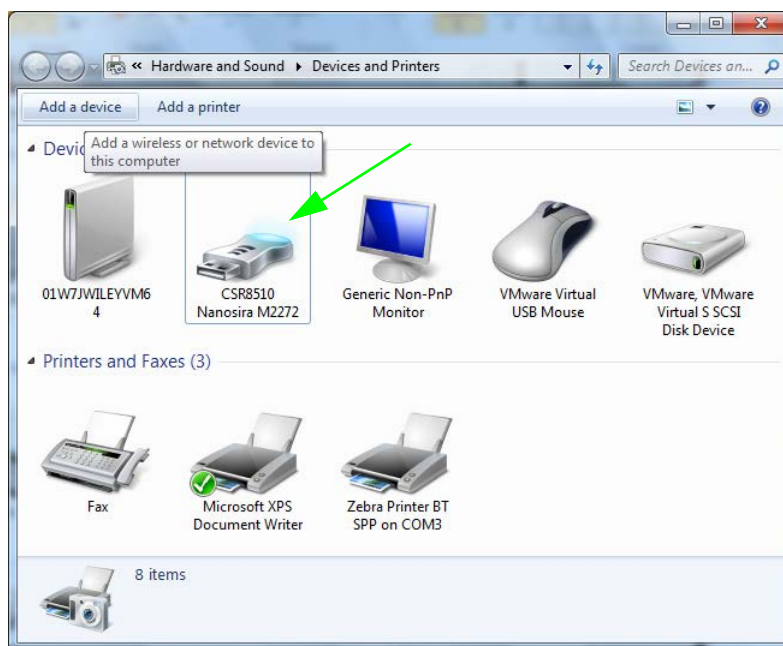 « Hardware and Sound ▸ Devices and Printers
Search Devices an...
Add a device Add a printer
Devic
Add a wireless or network device to
this computer
01W7JWILEYVM6
4
CSR8510
Nanosira M2272
Generic Non-PnP
Monitor
VMware Virtual
USB Mouse
VMware, VMware
Virtual S SCSI
Disk Device
Printers and Faxes (3)
Fax
Microsoft XPS
Document Writer
Zebra Printer BT
SPP on COM3
8 items